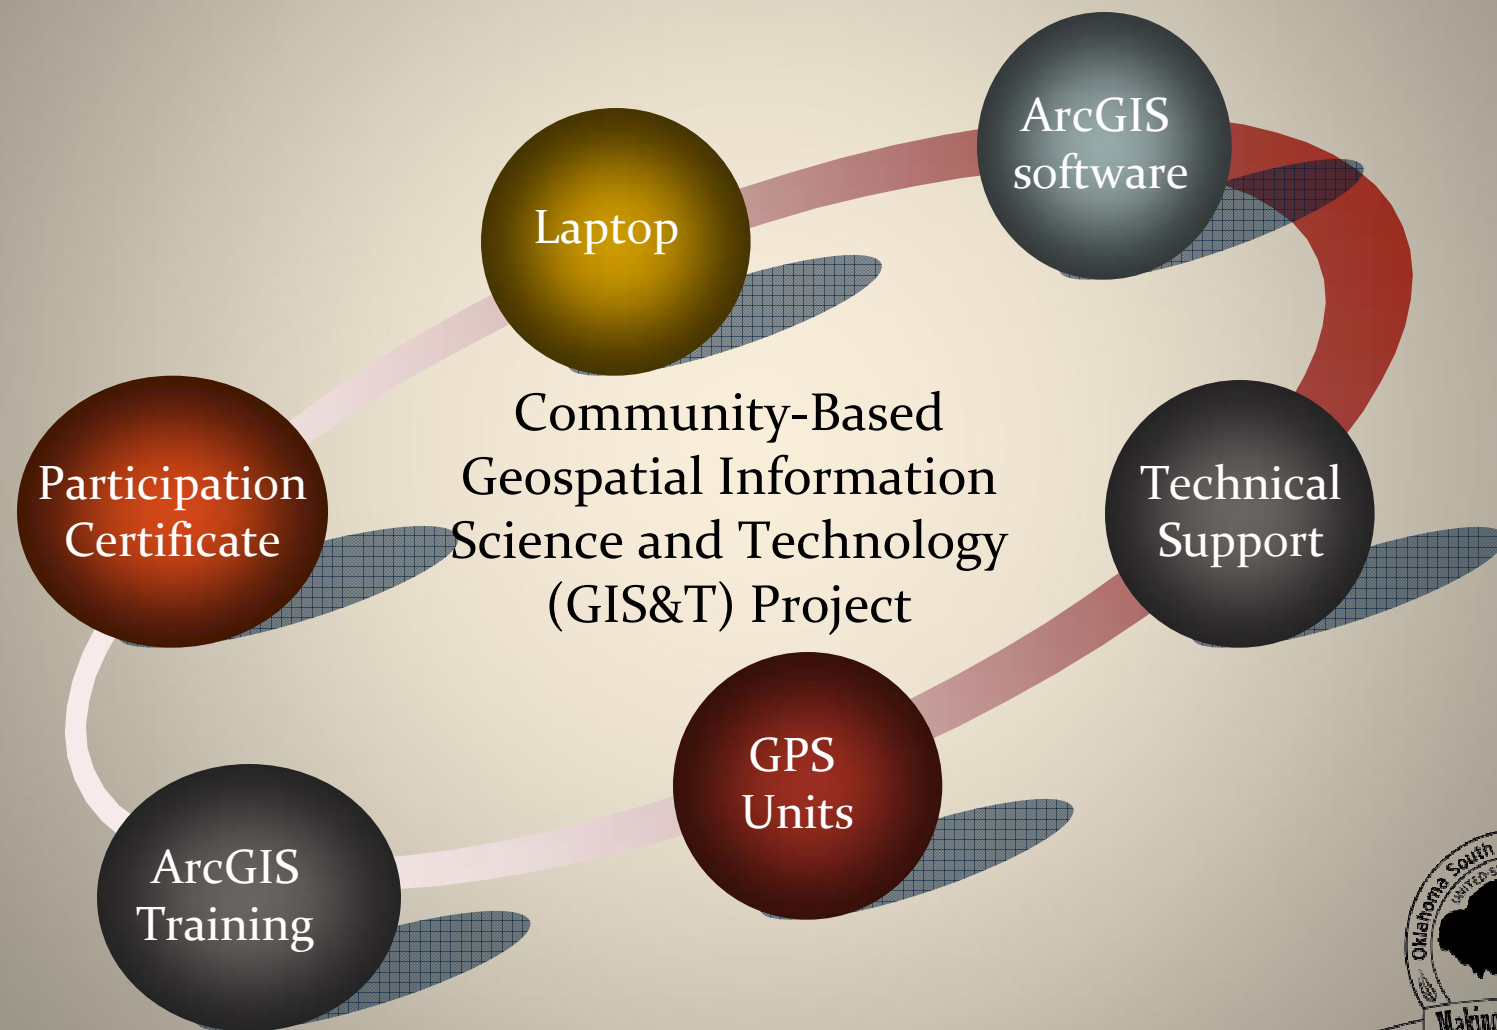 ArcGIS
software
Laptop
Community-Based
Geospatial Information
Science and Technology
(GIS&T) Project
Participation
Certificate
Technical
Support
GPS
Units
ArcGIS
Training
Oklahoma South
Making